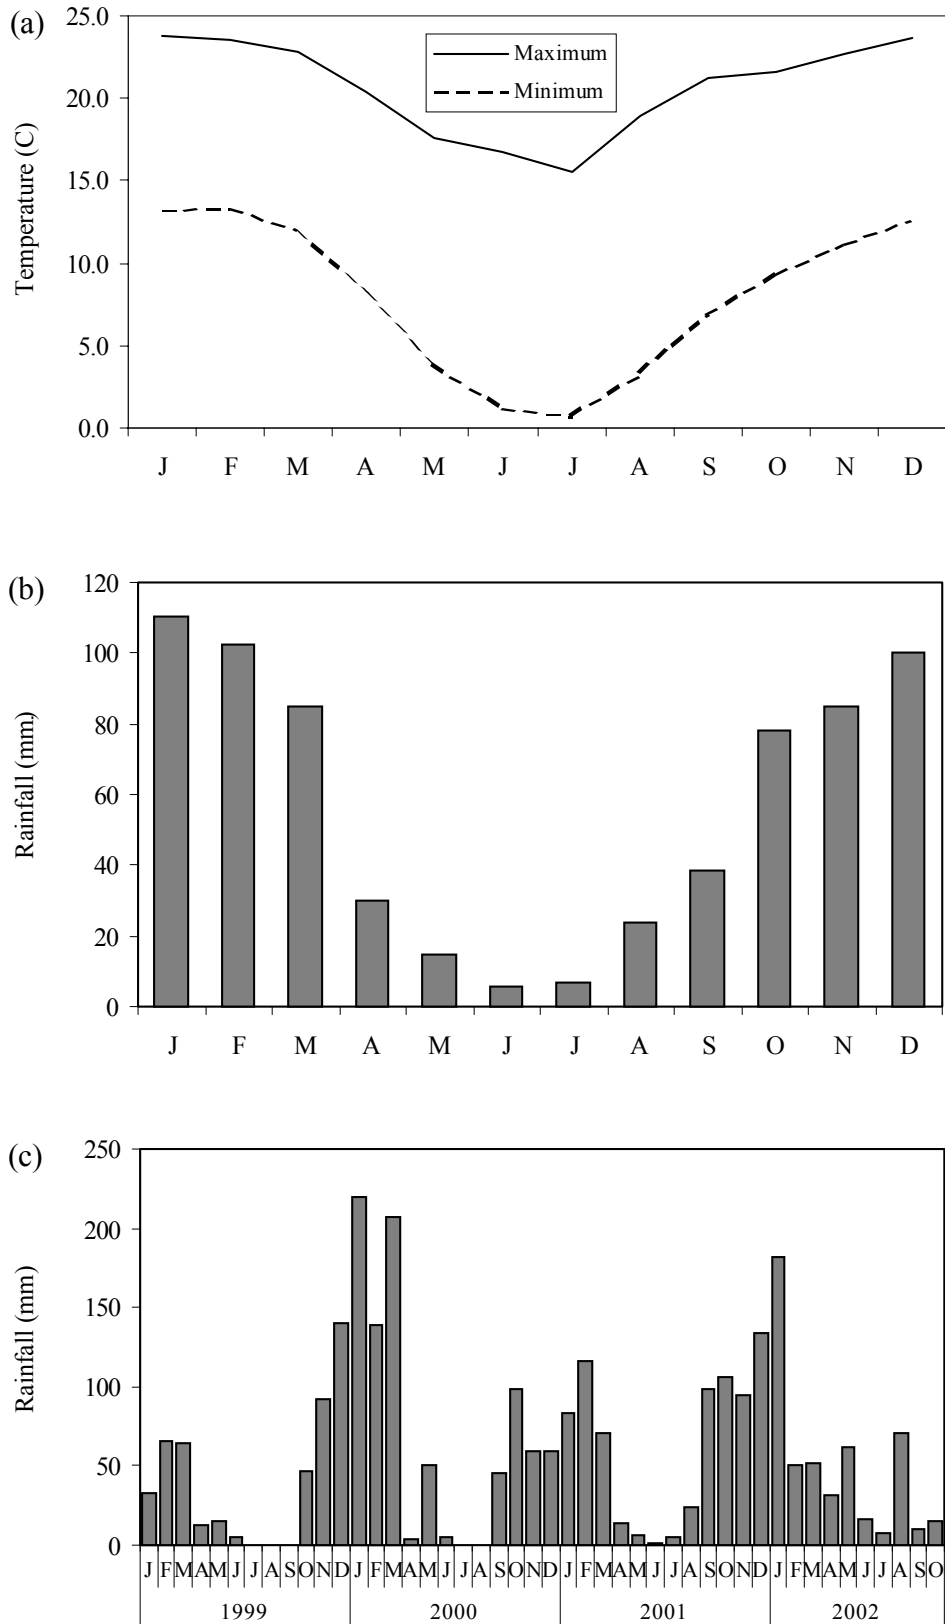 (a)
25.0
20.0
15.0
10.0
5.0
0.0
Temperature (C)
Maximum
Minimum
J F M A M J J A S O N D
(b)
120
100
80
60
40
20
0
Rainfall (mm)
J F M A M J J A S O N D
(c)
250
200
150
100
50
0
Rainfall (mm)
J F M A M J J A S O N D J F M A M J J A S O N D J F M A M J J A S O N D J F M A M J J A S O
1999 2000 2001 2002